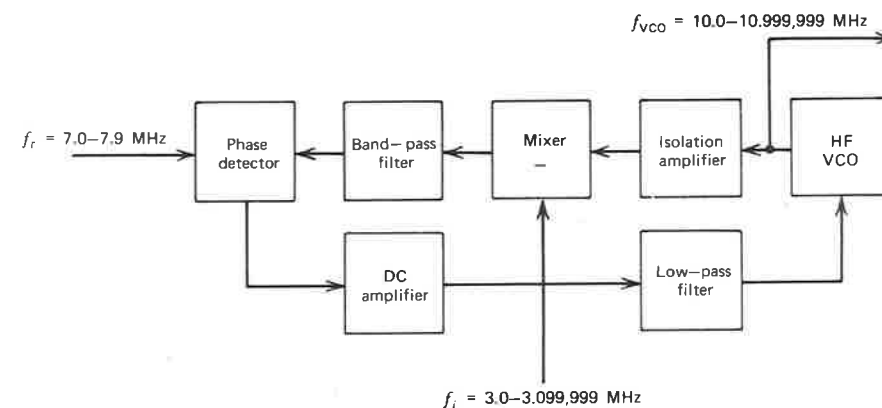 f_VCO = 10.0–10.999,999 MHz
f_r = 7.0–7.9 MHz
Phase
detector
Band–pass
filter
Mixer
–
Isolation
amplifier
HF
VCO
DC
amplifier
Low–pass
filter
f_i = 3.0–3.099,999 MHz